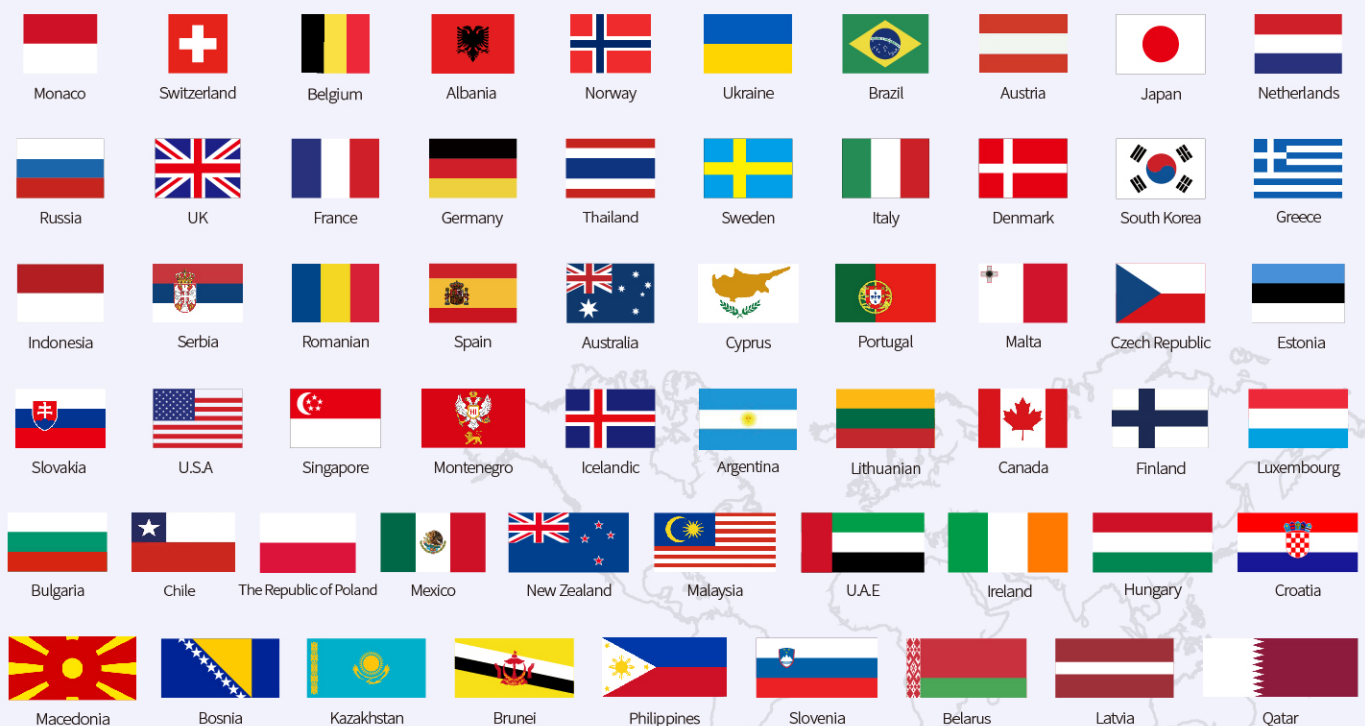 Monaco Switzerland Belgium Albania Norway Ukraine Brazil Austria Japan Netherlands
Russia UK France Germany Thailand Sweden Italy Denmark South Korea Greece
Indonesia Serbia Romanian Spain Australia Cyprus Portugal Malta Czech Republic Estonia
Slovakia U.S.A Singapore Montenegro Icelandic Argentina Lithuanian Canada Finland Luxembourg
Bulgaria Chile The Republic of Poland Mexico New Zealand Malaysia U.A.E Ireland Hungary Croatia
Macedonia Bosnia Kazakhstan Brunei Philippines Slovenia Belarus Latvia Qatar